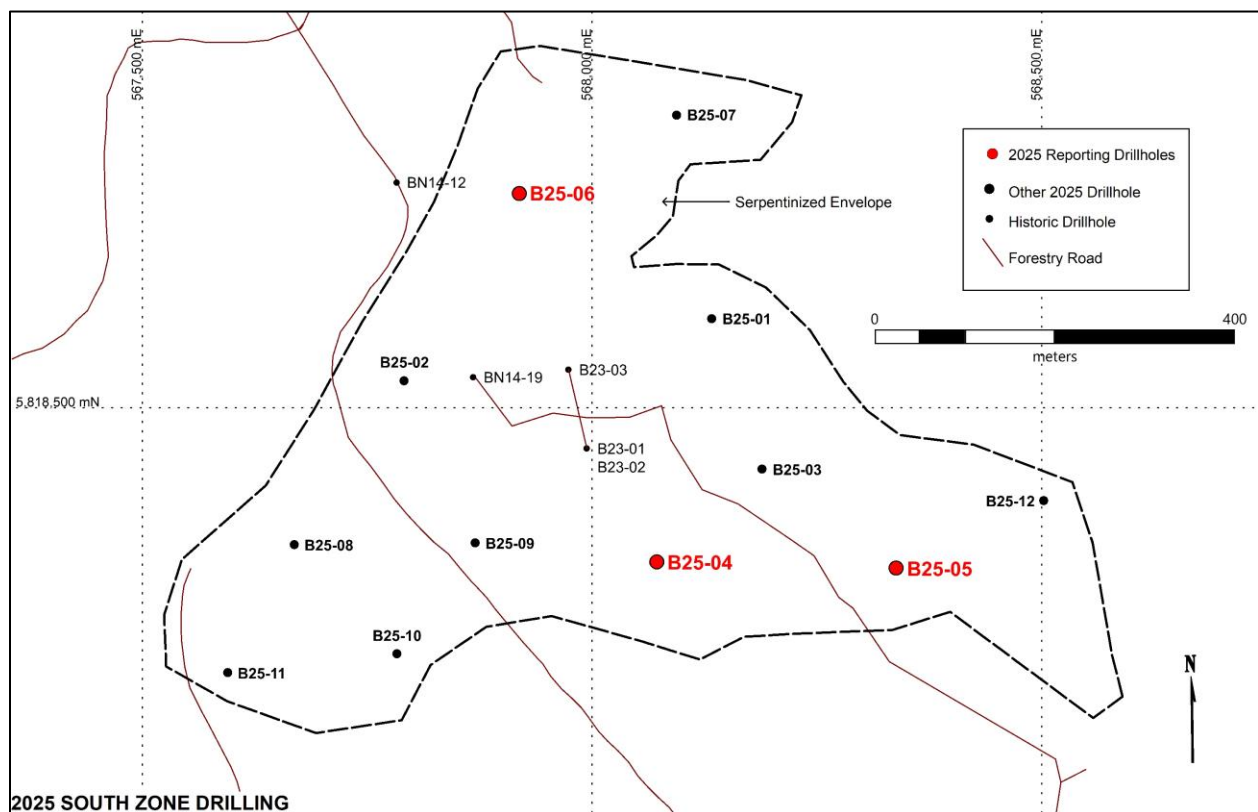 567,500 mE
568,000 mE
568,500 mE
B25-07
2025 Reporting Drillholes
BN14-12
B25-06
Other 2025 Drillhole
Serpentinized Envelope
Historic Drillhole
Forestry Road
B25-01
0
400
meters
B25-02
BN14-19
B23-03
5,818,500 mN
B23-01
B23-02
B25-03
B25-12
B25-08
B25-09
B25-04
B25-05
B25-10
B25-11
N
2025 SOUTH ZONE DRILLING